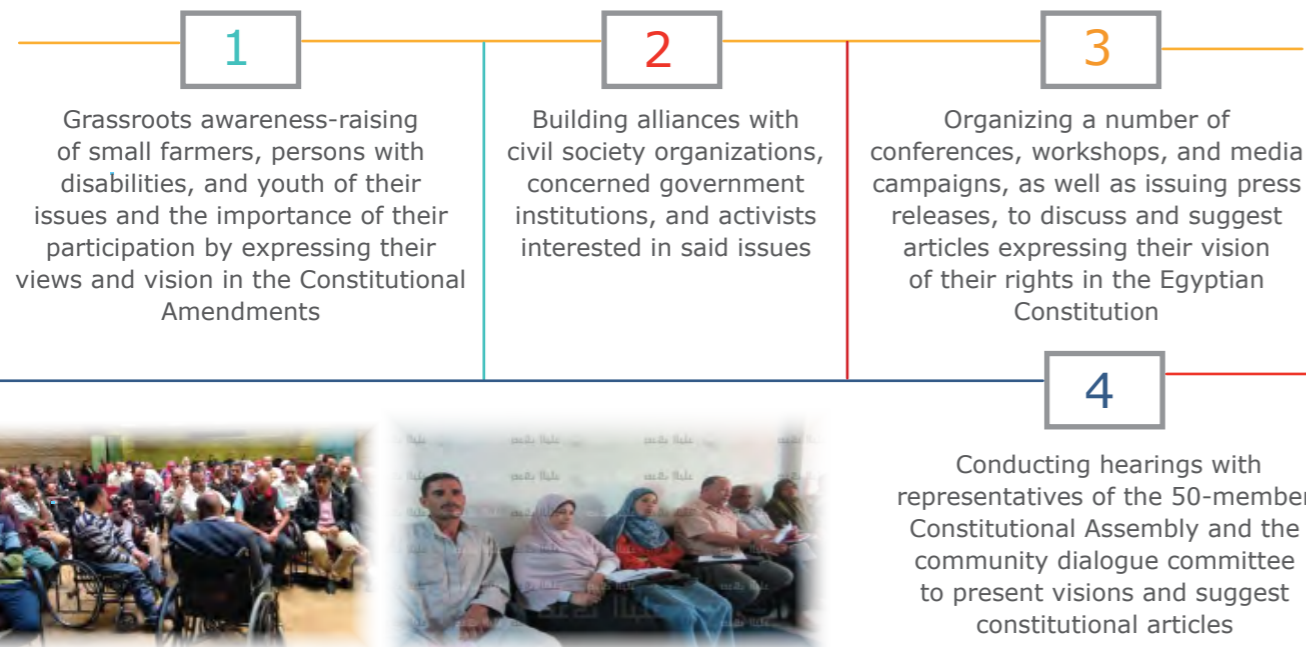 1
Grassroots awareness-raising
of small farmers, persons with
disabilities, and youth of their
issues and the importance of their
participation by expressing their
views and vision in the Constitutional
Amendments
2
Building alliances with
civil society organizations,
concerned government
institutions, and activists
interested in said issues
3
Organizing a number of
conferences, workshops, and media
campaigns, as well as issuing press
releases, to discuss and suggest
articles expressing their vision
of their rights in the Egyptian
Constitution
4
Conducting hearings with
representatives of the 50-member
Constitutional Assembly and the
community dialogue committee
to present visions and suggest
constitutional articles